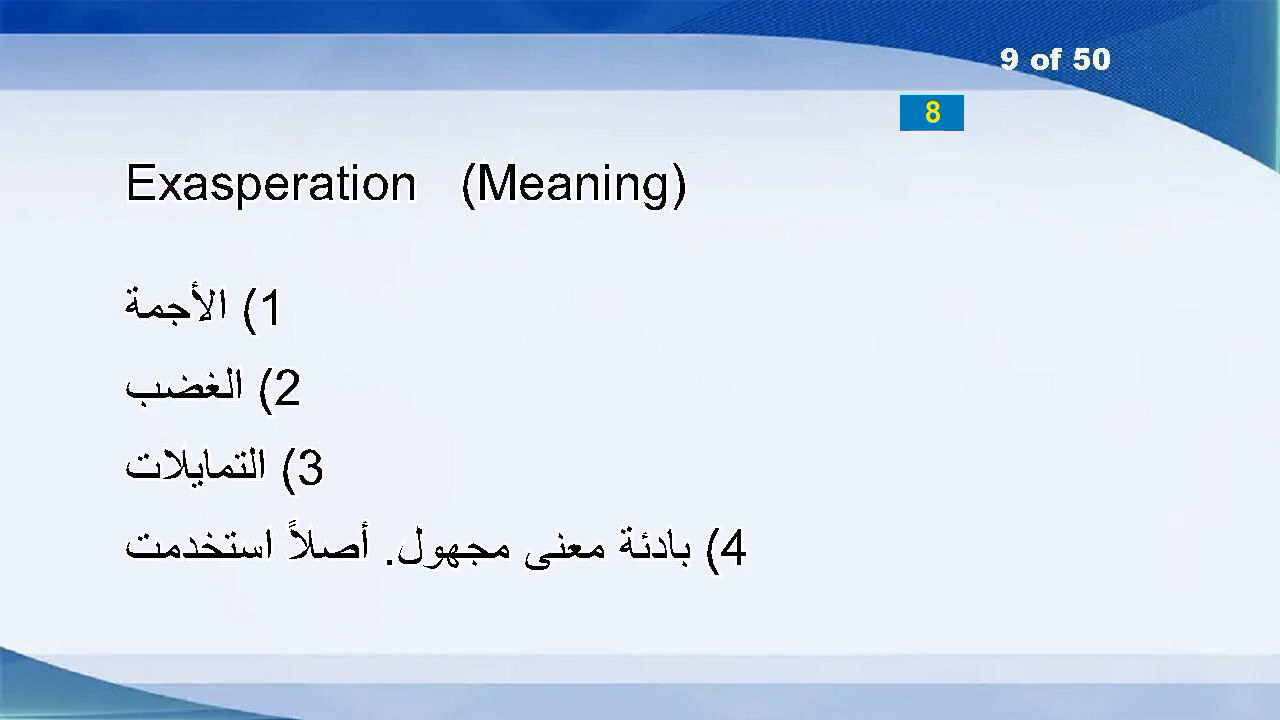 9 of 50
8
Exasperation (Meaning)
1) الأجمة
2) الغضب
3) التمايلات
4) بادئة معنى مجهول. أصلاً استخدمت